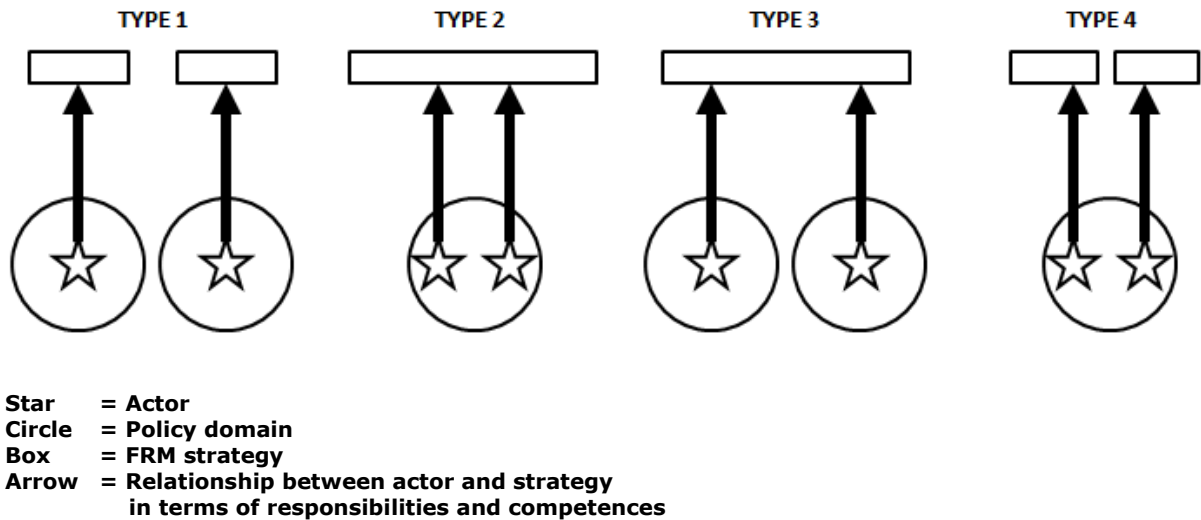 TYPE 1
TYPE 2
TYPE 3
TYPE 4
Star = Actor
Circle = Policy domain
Box = FRM strategy
Arrow = Relationship between actor and strategy
in terms of responsibilities and competences